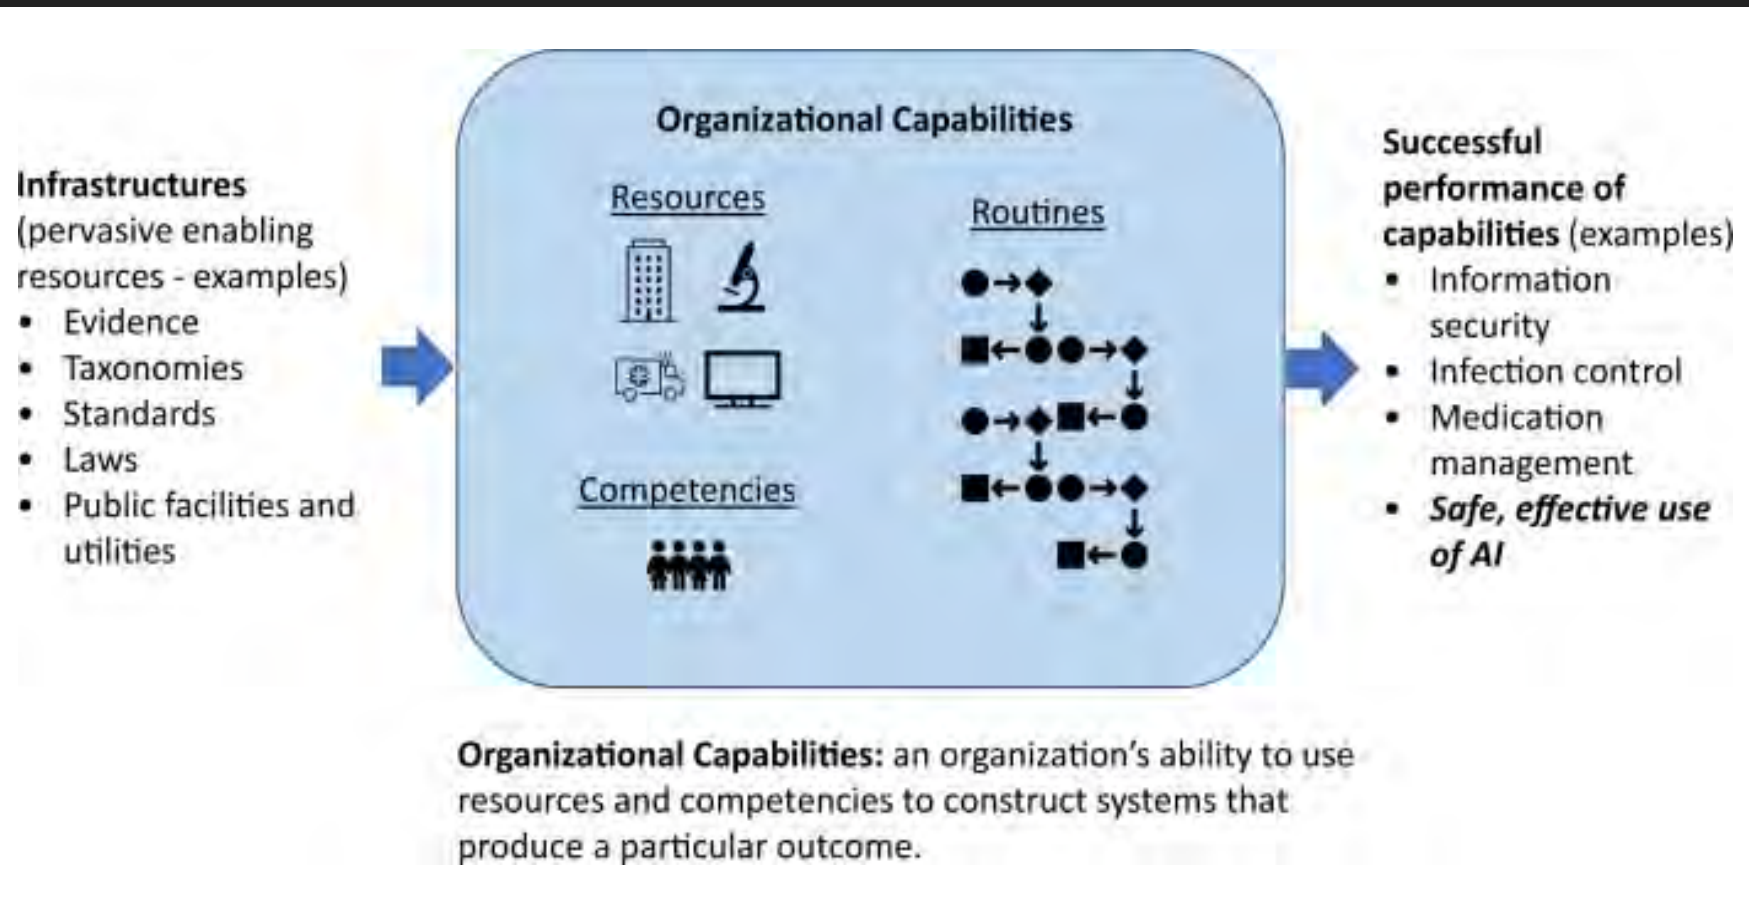 Organizational Capabilities
Infrastructures
(pervasive enabling
resources - examples)
• Evidence
• Taxonomies
• Standards
• Laws
• Public facilities and
utilities
Resources
Competencies
Routines
Successful
performance of
capabilities (examples)
• Information
security
• Infection control
• Medication
management
• Safe, effective use
of AI
Organizational Capabilities: an organization’s ability to use
resources and competencies to construct systems that
produce a particular outcome.